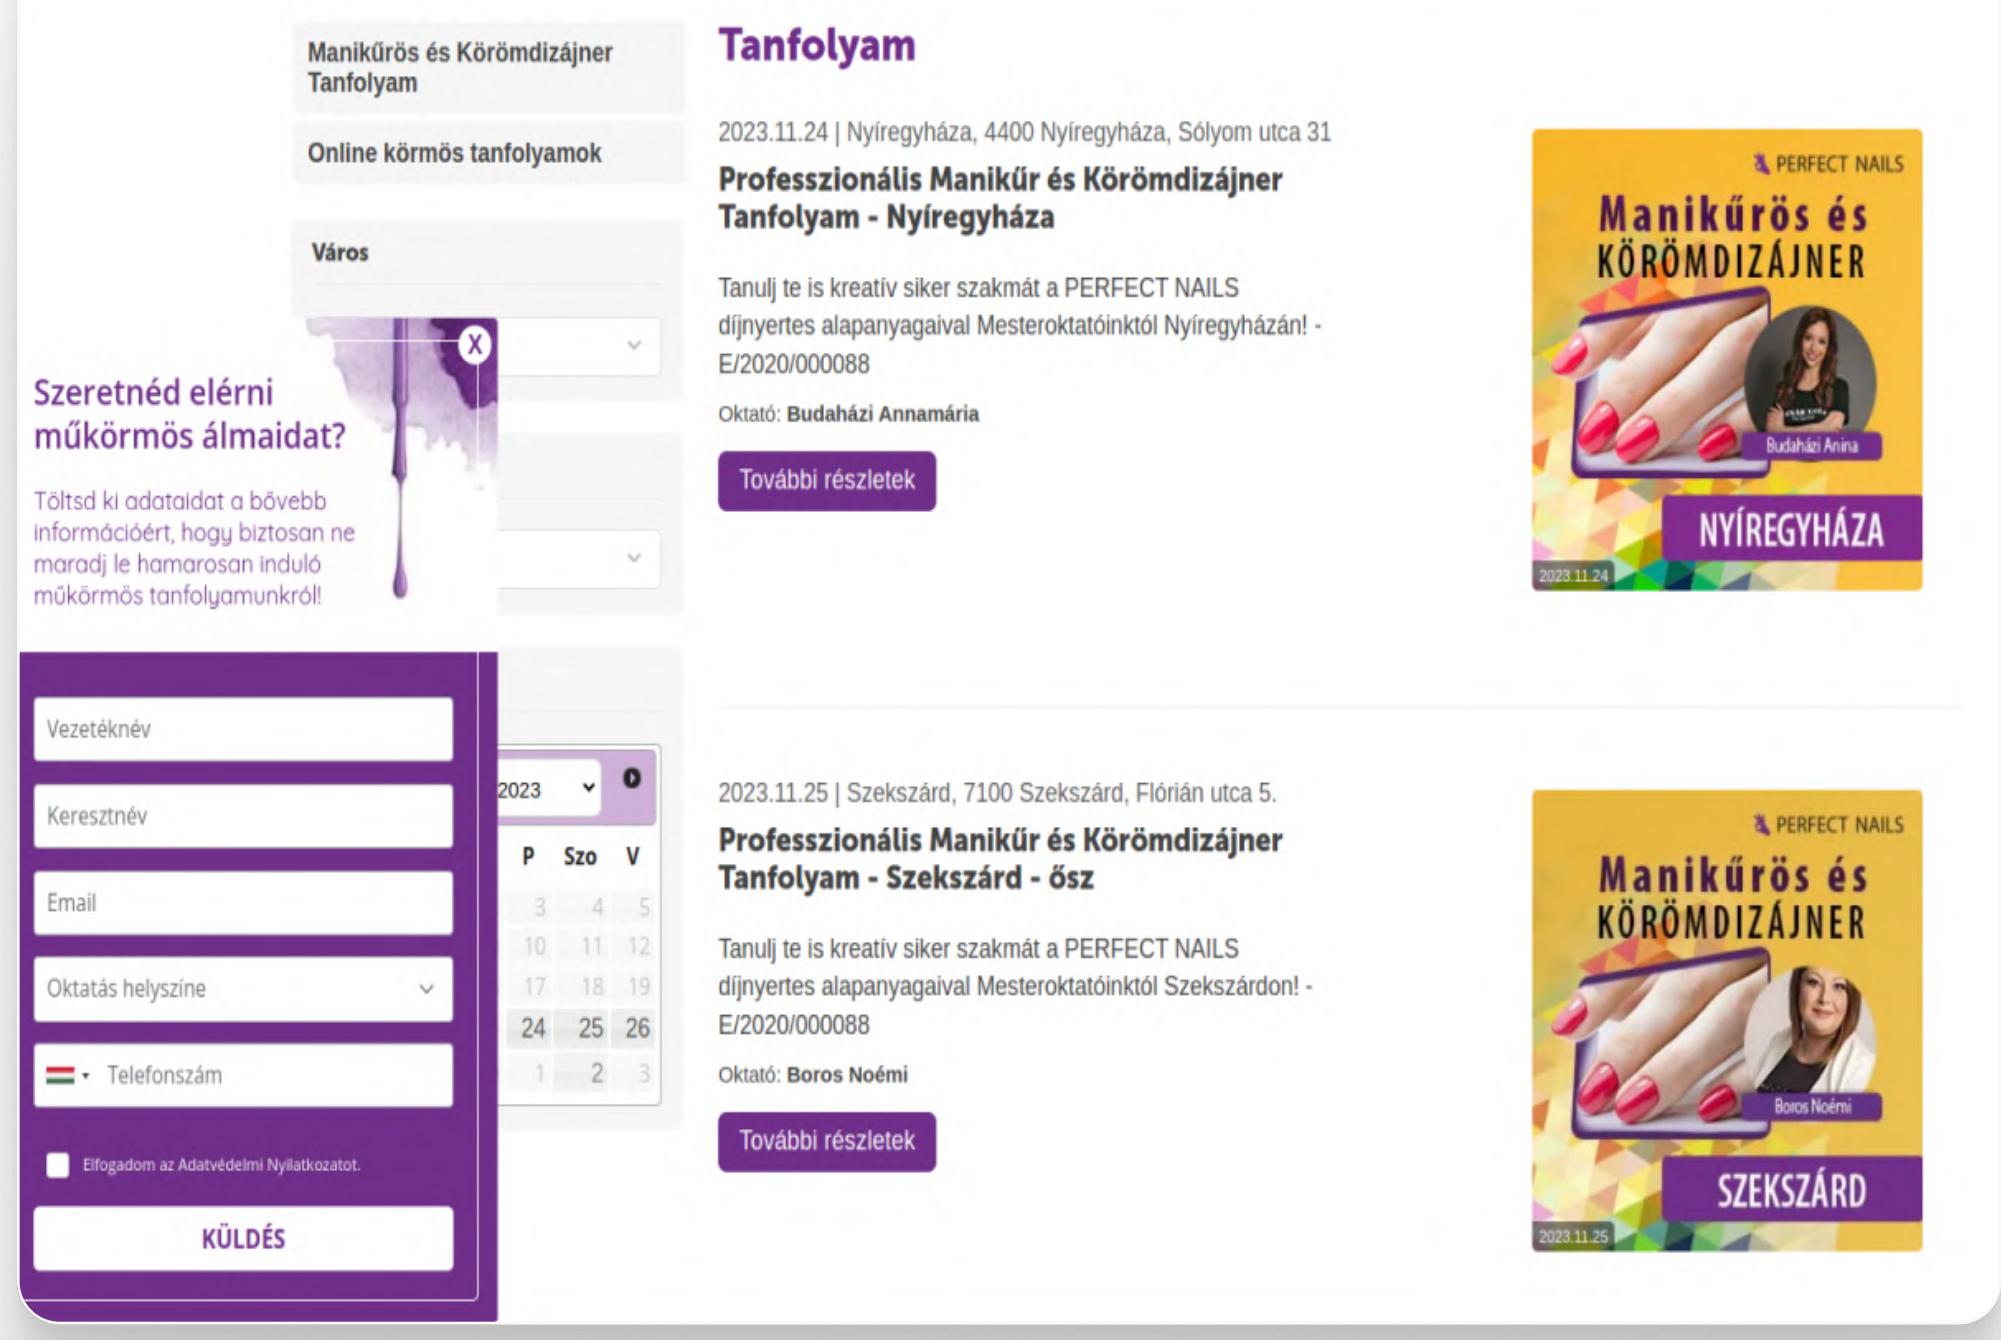 Manikűrös és Körömdizájner
Tanfolyam
Online körmös tanfolyamok
Város
X
Szeretnéd elérni
műkörmös álmaidat?
Töltsd ki adataidat a bővebb
információért, hogy biztosan ne
maradj le hamarosan induló
műkörmös tanfolyamunkról!
Vezetéknév
Keresztnév
Email
Oktatás helyszíne
Telefonszám
Elfogadom az Adatvédelmi Nyilatkozatot.
KÜLDÉS
2023
P Szo V
3 4 5
10 11 12
17 18 19
24 25 26
1 2 3
Tanfolyam
2023.11.24 | Nyíregyháza, 4400 Nyíregyháza, Sólyom utca 31
Professzionális Manikűr és Körömdizájner
Tanfolyam - Nyíregyháza
Tanulj te is kreatív siker szakmát a PERFECT NAILS
díjnyertes alapanyagaival Mesteroktatóinktól Nyíregyházán! -
E/2020/000088
Oktató: Budaházi Annamária
További részletek
PERFECT NAILS
Manikűrös és
KÖRÖMDIZÁJNER
Budaházi Anina
NYÍREGYHÁZA
2023.11.24
2023.11.25 | Szekszárd, 7100 Szekszárd, Flórián utca 5.
Professzionális Manikűr és Körömdizájner
Tanfolyam - Szekszárd - ősz
Tanulj te is kreatív siker szakmát a PERFECT NAILS
díjnyertes alapanyagaival Mesteroktatóinktól Szekszárdon! -
E/2020/000088
Oktató: Boros Noémi
További részletek
PERFECT NAILS
Manikűrös és
KÖRÖMDIZÁJNER
Boros Noémi
SZEKSZÁRD
2023.11.25